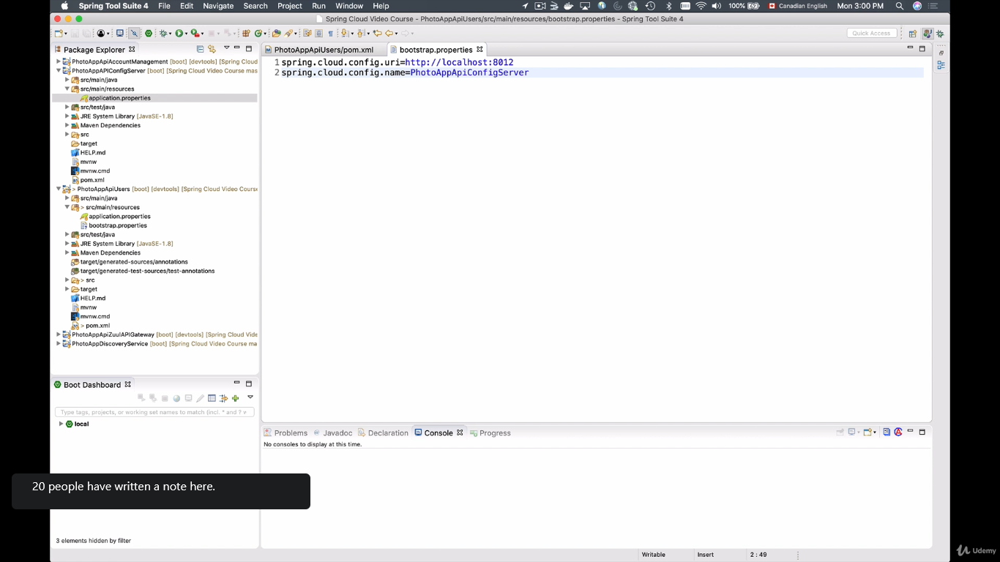 Spring Tool Suite 4 File Edit Navigate Search Project Run Window Help 100% Canadian English Mon 3:00 PM
Spring Cloud Video Course - PhotoAppApiUsers/src/main/resources/bootstrap.properties - Spring Tool Suite 4
Quick Access
Package Explorer
PhotoAppApiAccountManagement [boot] [devtools] [Spring Cloud
PhotoAppAPIConfigServer [boot] [Spring Cloud Video Course mas
src/main/java
src/main/resources
application.properties
src/test/java
JRE System Library [JavaSE-1.8]
Maven Dependencies
src
target
HELP.md
mvnw
mvnw.cmd
pom.xml
> PhotoAppApiUsers [boot] [devtools] [Spring Cloud Video Course
src/main/java
> src/main/resources
application.properties
bootstrap.properties
src/test/java
JRE System Library [JavaSE-1.8]
Maven Dependencies
target/generated-sources/annotations
target/generated-test-sources/test-annotations
> src
target
HELP.md
mvnw
mvnw.cmd
> pom.xml
PhotoAppApiZuulAPIGateway [boot] [devtools] [Spring Cloud
PhotoAppDiscoveryService [boot] [Spring Cloud Video Course ma
PhotoAppApiUsers/pom.xml bootstrap.properties
1 spring.cloud.config.uri=http://localhost:8012
2 spring.cloud.config.name=PhotoAppApiConfigServer
Boot Dashboard
Type tags, projects, or working set names to match (incl. * and ? v
local
3 elements hidden by filter
Problems Javadoc Declaration Console Progress
No consoles to display at this time.
20 people have written a note here.
Writable Insert 2 : 49
Udemy